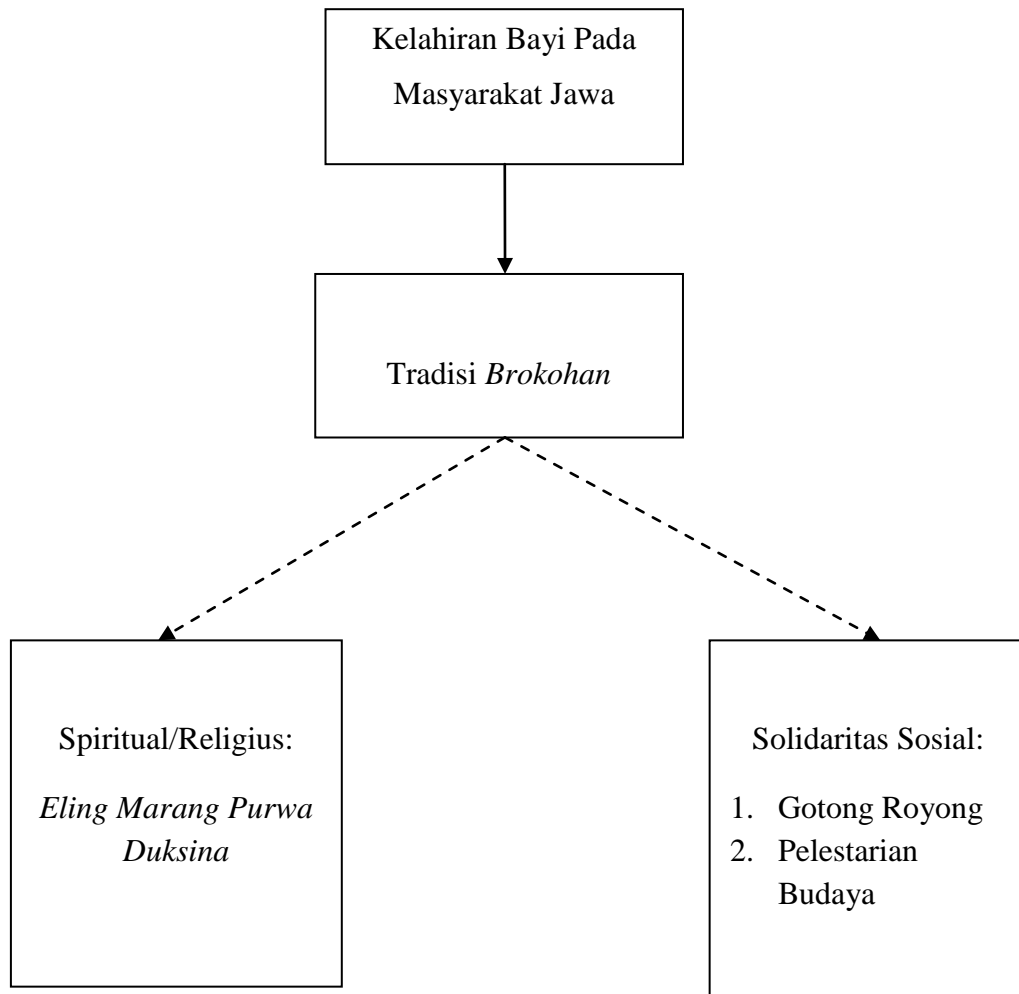 Kelahiran Bayi Pada
Masyarakat Jawa
Tradisi Brokohan
Spiritual/Religius:
Eling Marang Purwa
Duksina
Solidaritas Sosial:
1. Gotong Royong
2. Pelestarian
Budaya